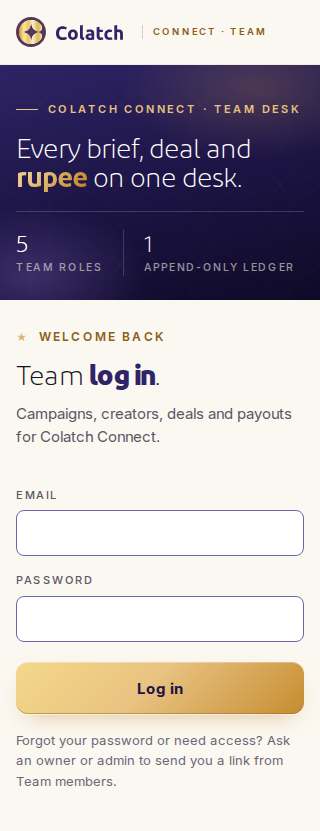 Colatch
CONNECT · TEAM
COLATCH CONNECT · TEAM DESK
Every brief, deal and
rupee on one desk.
5
TEAM ROLES
1
APPEND-ONLY LEDGER
★ WELCOME BACK
Team log in.
Campaigns, creators, deals and payouts
for Colatch Connect.
EMAIL
PASSWORD
Log in
Forgot your password or need access? Ask
an owner or admin to send you a link from
Team members.